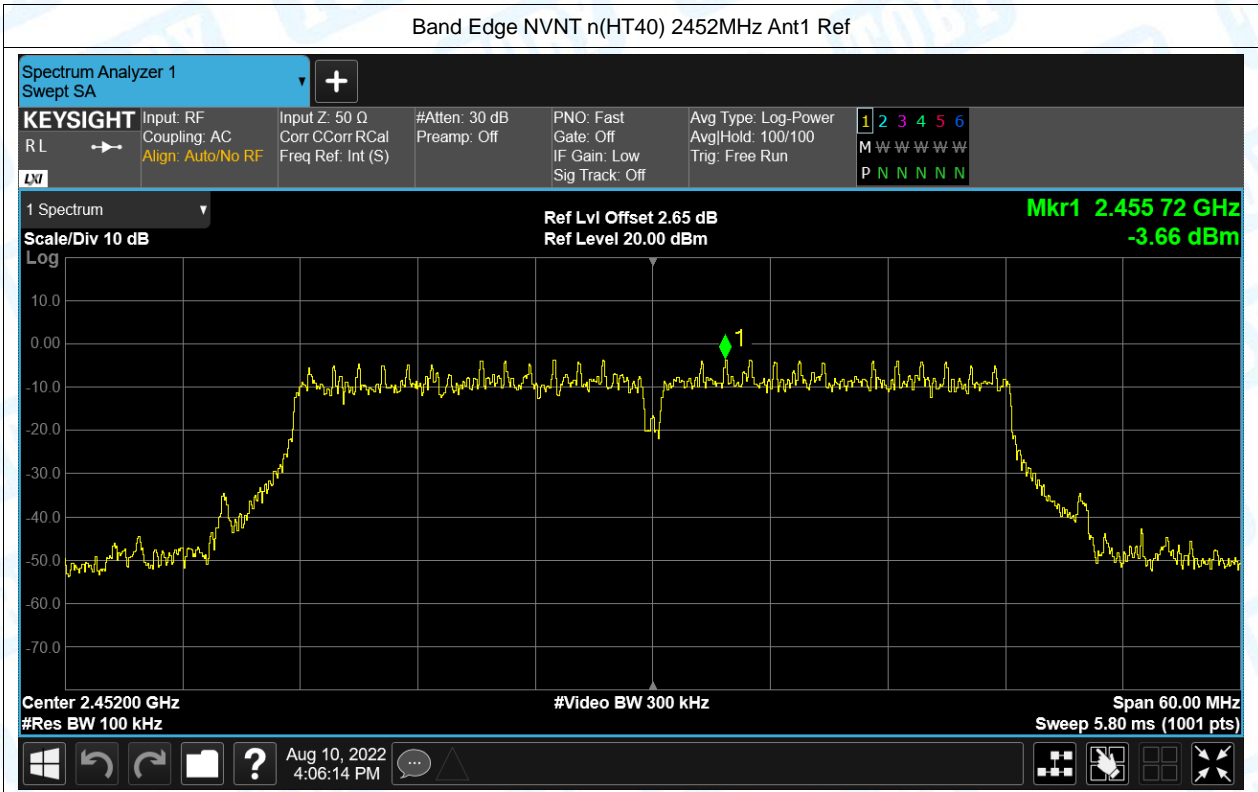 Band Edge NVNT n(HT40) 2452MHz Ant1 Ref
Spectrum Analyzer 1
Swept SA
KEYSIGHT
RL
LXI
Input: RF
Coupling: AC
Align: Auto/No RF
Input Z: 50 Ω
Corr CCorr RCal
Freq Ref: Int (S)
#Atten: 30 dB
Preamp: Off
PNO: Fast
Gate: Off
IF Gain: Low
Sig Track: Off
Avg Type: Log-Power
Avg|Hold: 100/100
Trig: Free Run
1 2 3 4 5 6
M W W W W W
P N N N N N
1 Spectrum
Scale/Div 10 dB
Ref Lvl Offset 2.65 dB
Ref Level 20.00 dBm
Mkr1 2.455 72 GHz
-3.66 dBm
Log
10.0
0.00
-10.0
-20.0
-30.0
-40.0
-50.0
-60.0
-70.0
1
Center 2.45200 GHz
#Res BW 100 kHz
#Video BW 300 kHz
Span 60.00 MHz
Sweep 5.80 ms (1001 pts)
?
Aug 10, 2022
4:06:14 PM